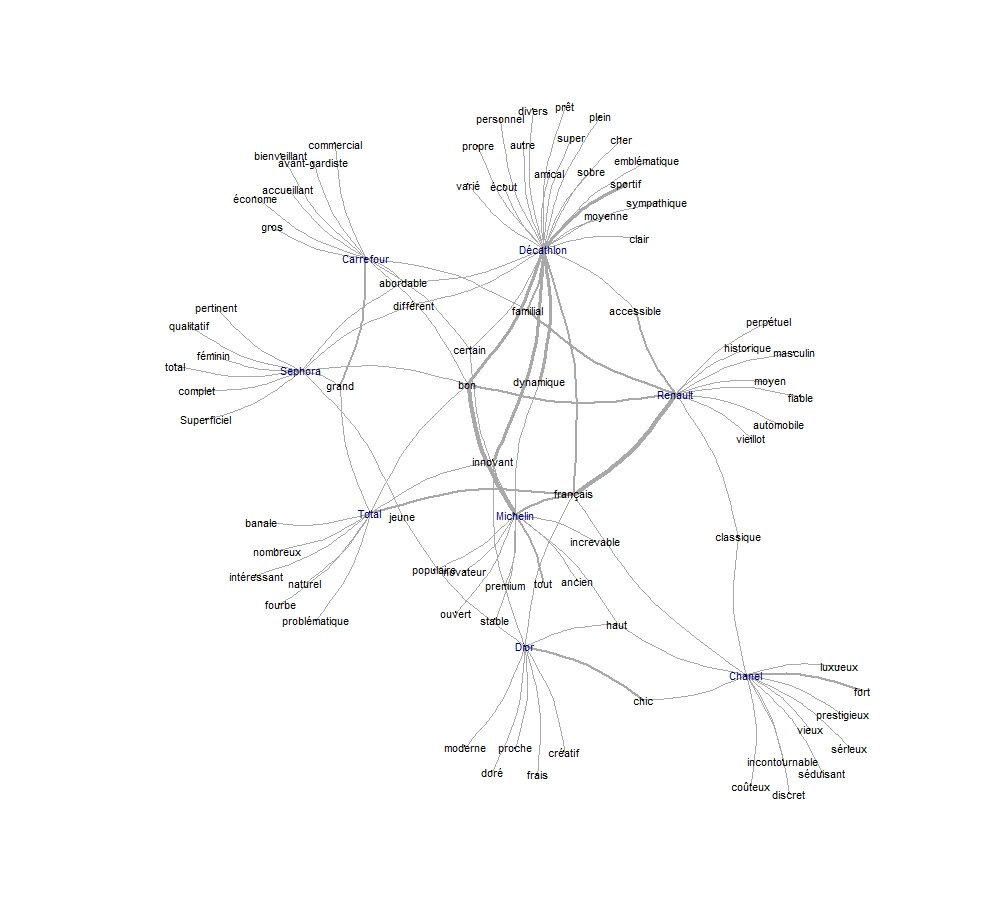 prêt
divers
plein
personnel
super
cher
commercial
propre
autre
bienveillant
avant-gardiste
emblématique
amical
sobre
sportif
varié
écout
accueillant
économe
sympathique
moyenne
gros
clair
Décathlon
Carrefour
abordable
différent
pertinent
familial
accessible
perpétuel
qualitatif
historique
masculin
certain
féminin
total
Sephora
grand
bon
dynamique
moyen
complet
Renault
fiable
Superficiel
automobile
vieillot
innovant
français
Total
jeune
Michelin
banale
classique
increvable
nombreux
populaire
novateur
intéressant
naturel
premium
tout
ancien
fourbe
ouvert
problématique
stable
haut
Dior
luxueux
Chanel
fort
chic
prestigieux
vieux
moderne
proche
créatif
sérieux
incontournable
doré
frais
séduisant
coûteux
discret